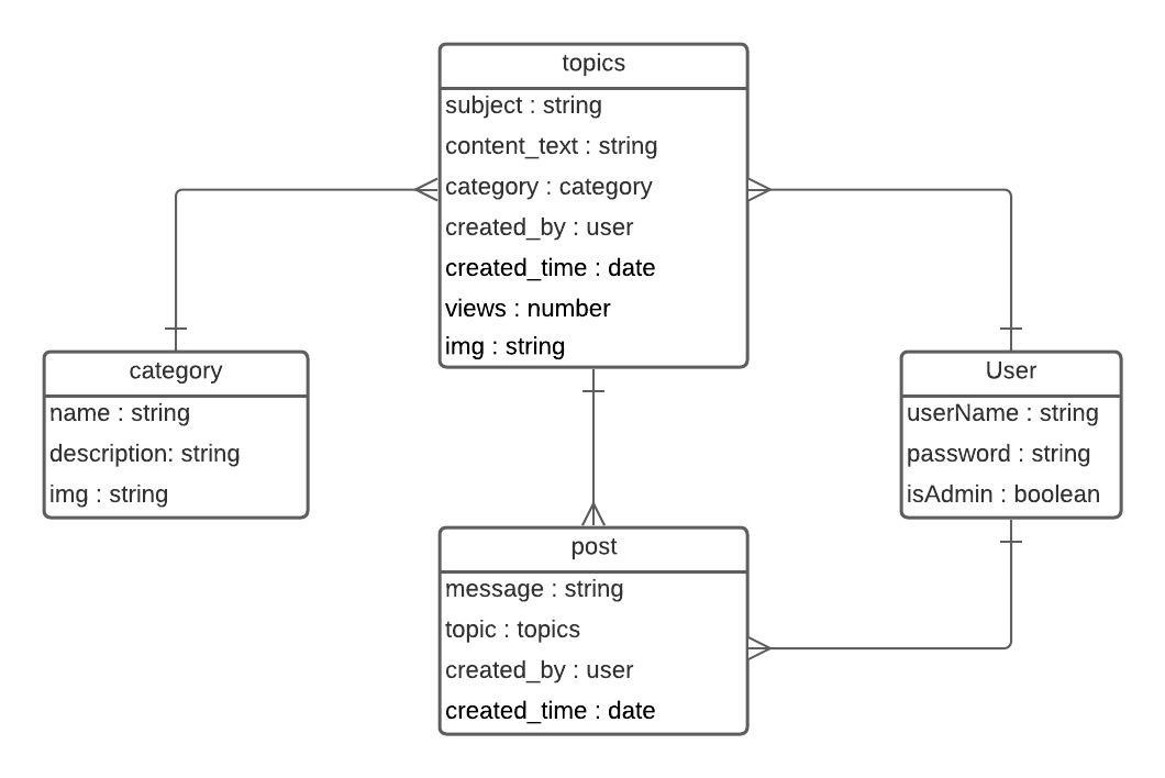 topics
subject : string
content_text : string
category : category
created_by : user
created_time : date
views : number
img : string
category
name : string
description: string
img : string
User
userName : string
password : string
isAdmin : boolean
post
message : string
topic : topics
created_by : user
created_time : date